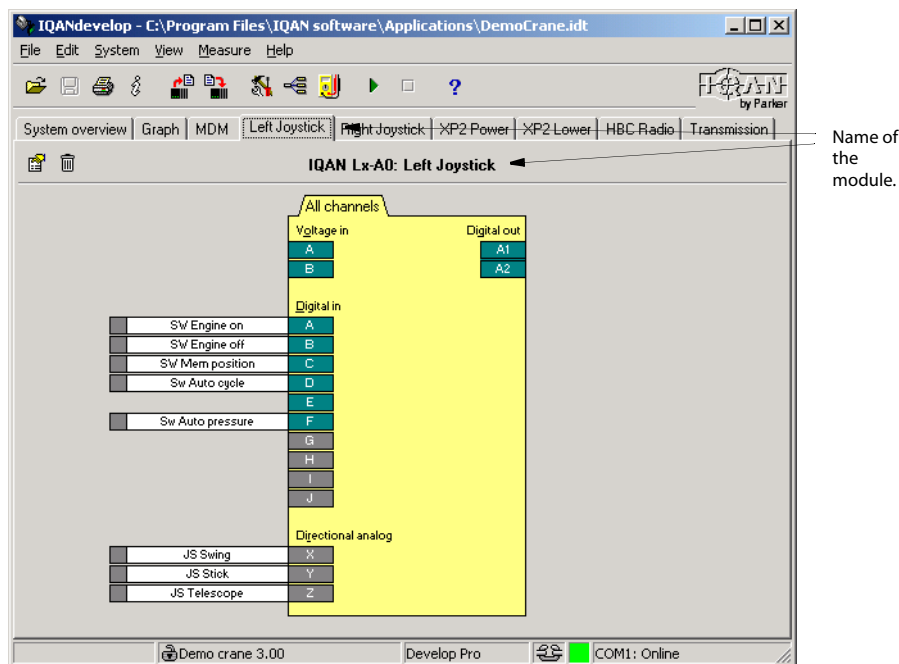 IQANdevelop - C:\Program Files\IQAN software\Applications\DemoCrane.idt
File Edit System View Measure Help
?
IQAN
by Parker
System overview Graph MDM Left Joystick Right Joystick XP2 Power XP2 Lower HBC Radio Transmission
Name of
the
module.
IQAN Lx-A0: Left Joystick
All channels
Voltage in Digital out
A A1
B A2
Digital in
SW Engine on A
SW Engine off B
SW Mem position C
Sw Auto cycle D
E
Sw Auto pressure F
G
H
I
J
Directional analog
JS Swing X
JS Stick Y
JS Telescope Z
Demo crane 3.00 Develop Pro COM1: Online